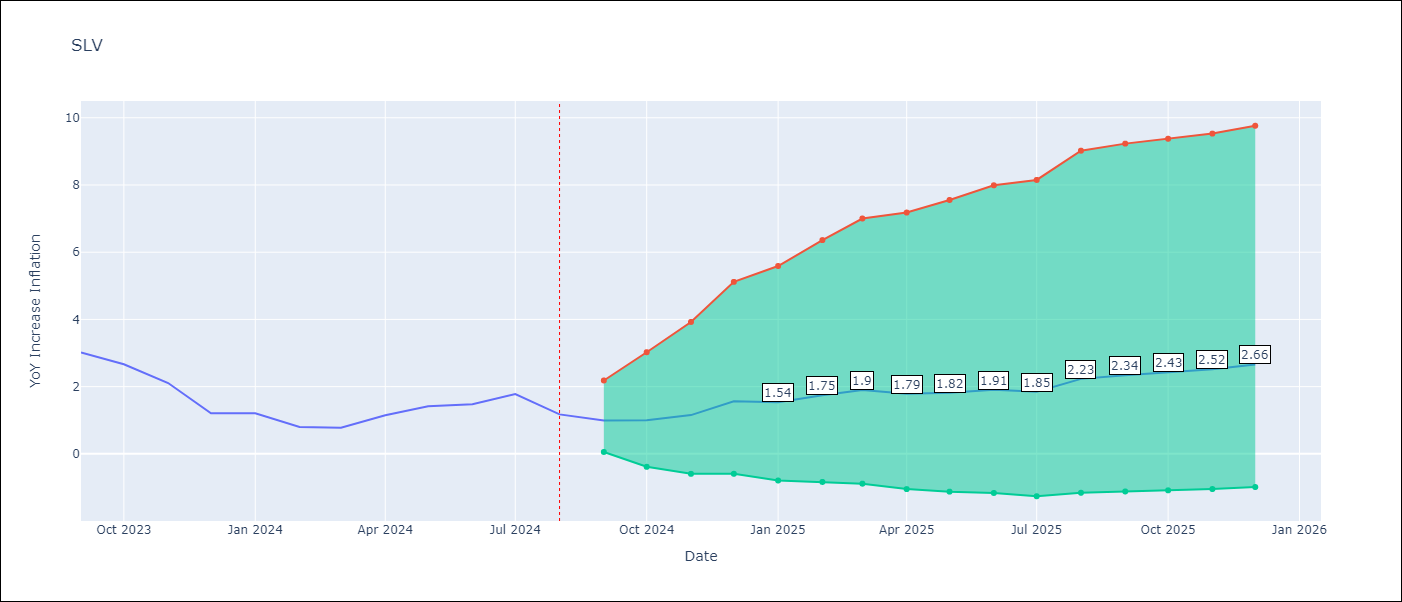 SLV
YoY Increase Inflation
10
8
6
4
2
0
1.54
1.75
1.9
1.79
1.82
1.91
1.85
2.23
2.34
2.43
2.52
2.66
Oct 2023
Jan 2024
Apr 2024
Jul 2024
Oct 2024
Jan 2025
Apr 2025
Jul 2025
Oct 2025
Jan 2026
Date